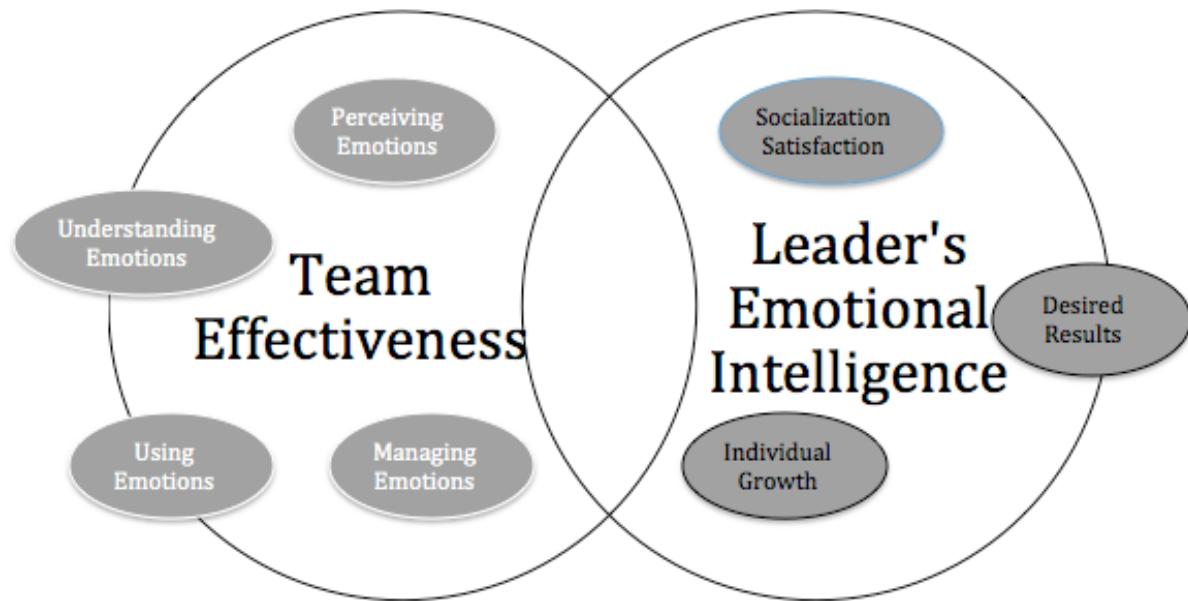 Perceiving
Emotions
Understanding
Emotions
Team
Effectiveness
Using
Emotions
Managing
Emotions
Socialization
Satisfaction
Leader's
Emotional
Intelligence
Desired
Results
Individual
Growth